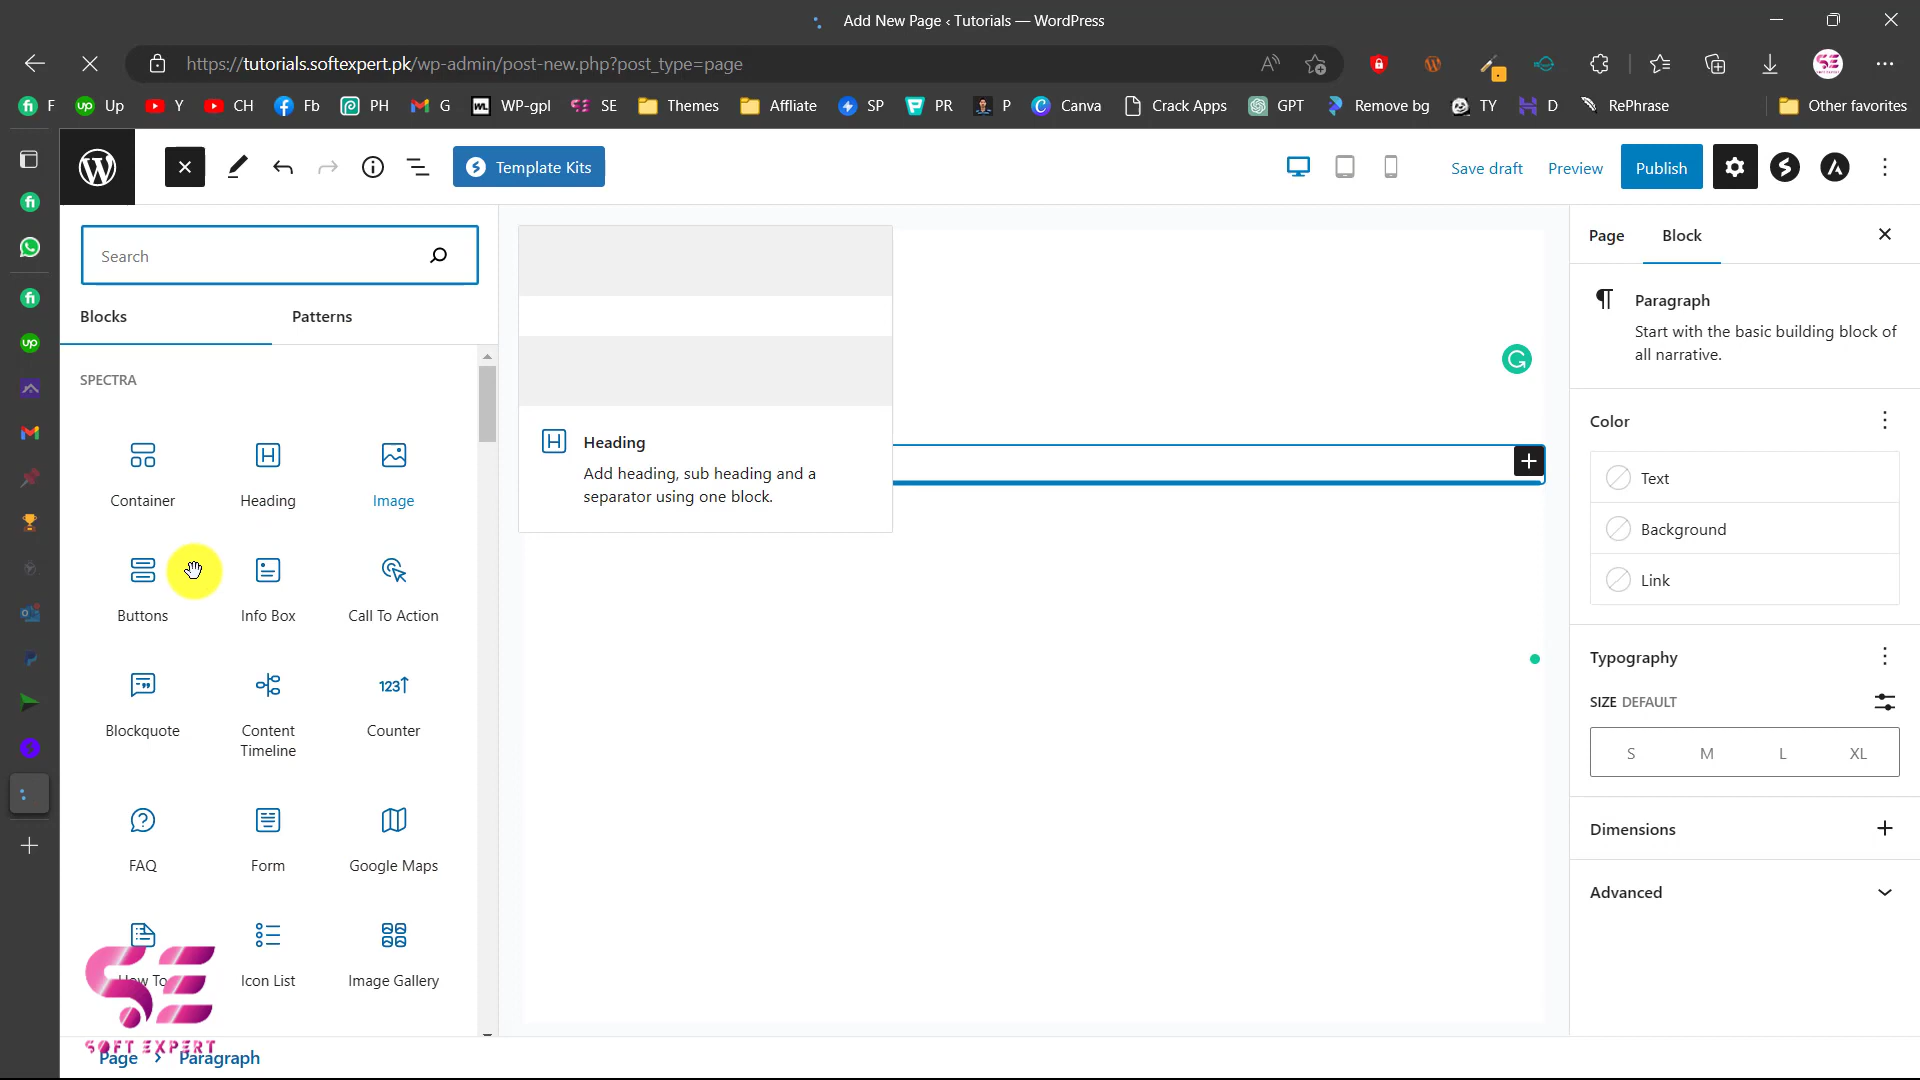 Add New Page ‹ Tutorials — WordPress
https://tutorials.softexpert.pk/wp-admin/post-new.php?post_type=page
F Up Y CH Fb PH G WP-gpl SE Themes Affliate SP PR P Canva Crack Apps GPT Remove bg TY D RePhrase Other favorites
Template Kits
Save draft Preview Publish
Search
Blocks Patterns
SPECTRA
Container Heading Image
Buttons Info Box Call To Action
Blockquote Content Timeline Counter
FAQ Form Google Maps
How To Icon List Image Gallery
SOFT EXPERT
Page › Paragraph
Heading
Add heading, sub heading and a
separator using one block.
Page Block
Paragraph
Start with the basic building block of
all narrative.
Color
Text
Background
Link
Typography
SIZE DEFAULT
S M L XL
Dimensions
Advanced